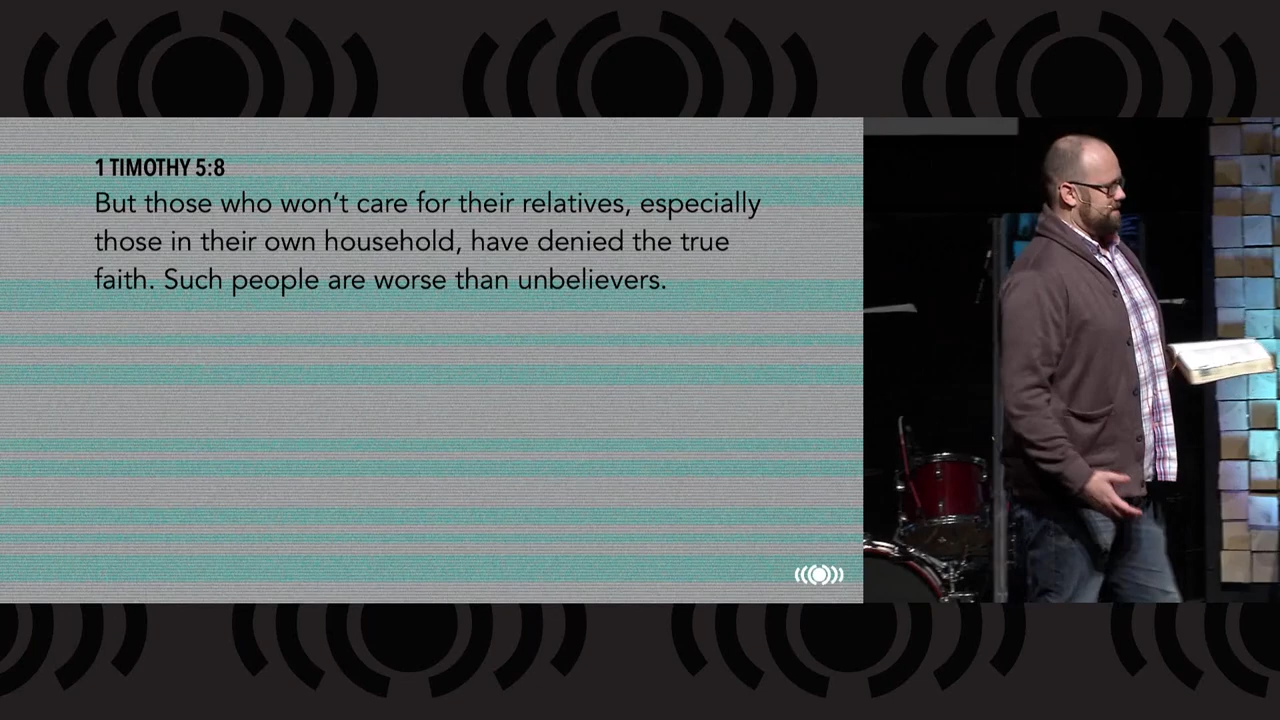 1 TIMOTHY 5:8
But those who won’t care for their relatives, especially
those in their own household, have denied the true
faith. Such people are worse than unbelievers.